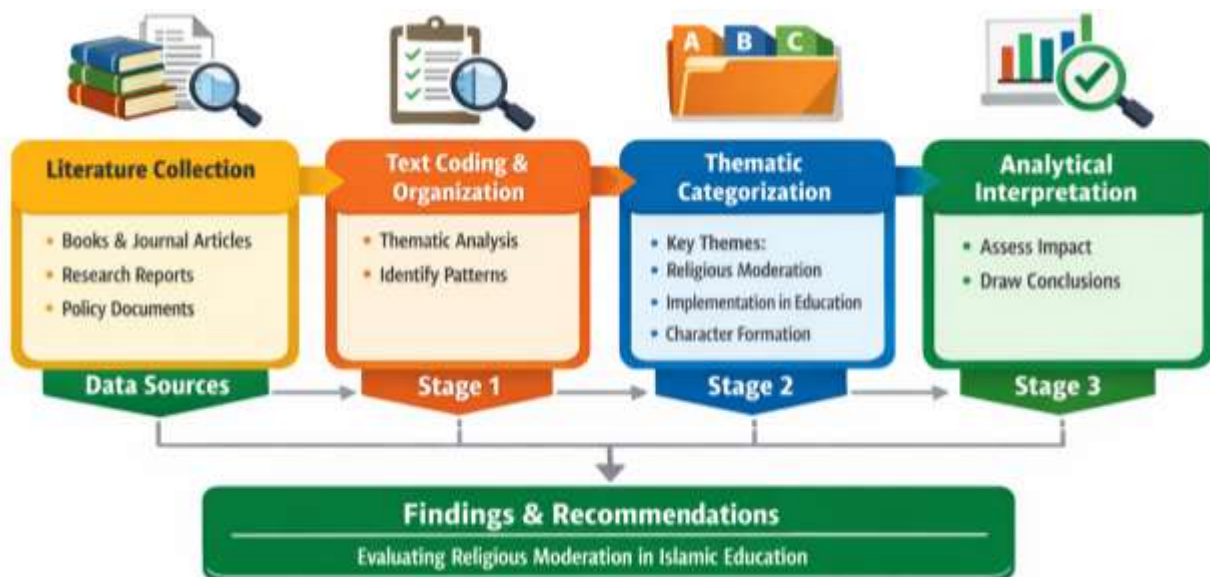 A B C
Literature Collection
• Books & Journal Articles
• Research Reports
• Policy Documents
Data Sources
Text Coding &
Organization
• Thematic Analysis
• Identify Patterns
Stage 1
Thematic
Categorization
• Key Themes:
• Religious Moderation
• Implementation in Education
• Character Formation
Stage 2
Analytical
Interpretation
• Assess Impact
• Draw Conclusions
Stage 3
Findings & Recommendations
Evaluating Religious Moderation in Islamic Education